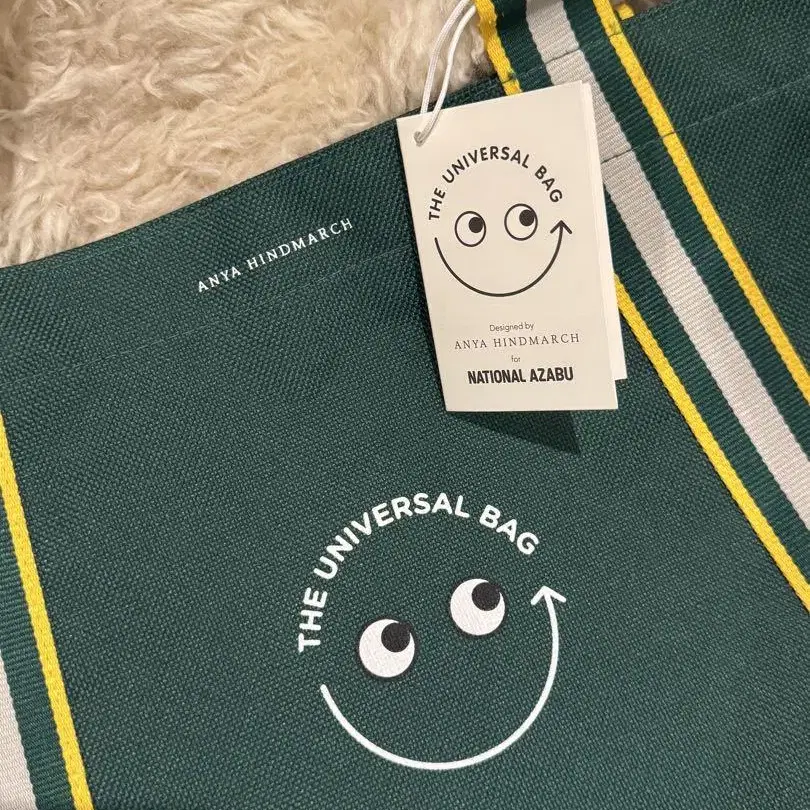 ANYA HINDMARCH
THE UNIVERSAL BAG
Designed by
ANYA HINDMARCH
for
NATIONAL AZABU
THE UNIVERSAL BAG